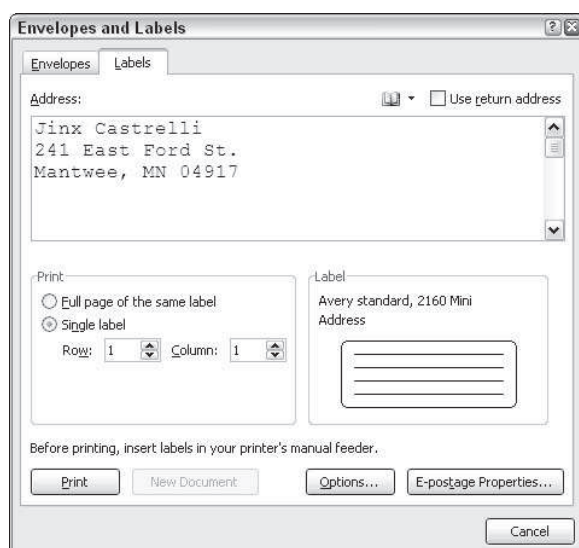 Envelopes and Labels
Envelopes Labels
Address: Use return address
Jinx Castrelli
241 East Ford St.
Mantwee, MN 04917
Print
Full page of the same label
Single label
Row: 1 Column: 1
Label
Avery standard, 2160 Mini
Address
Before printing, insert labels in your printer's manual feeder.
Print New Document Options... E-postage Properties...
Cancel